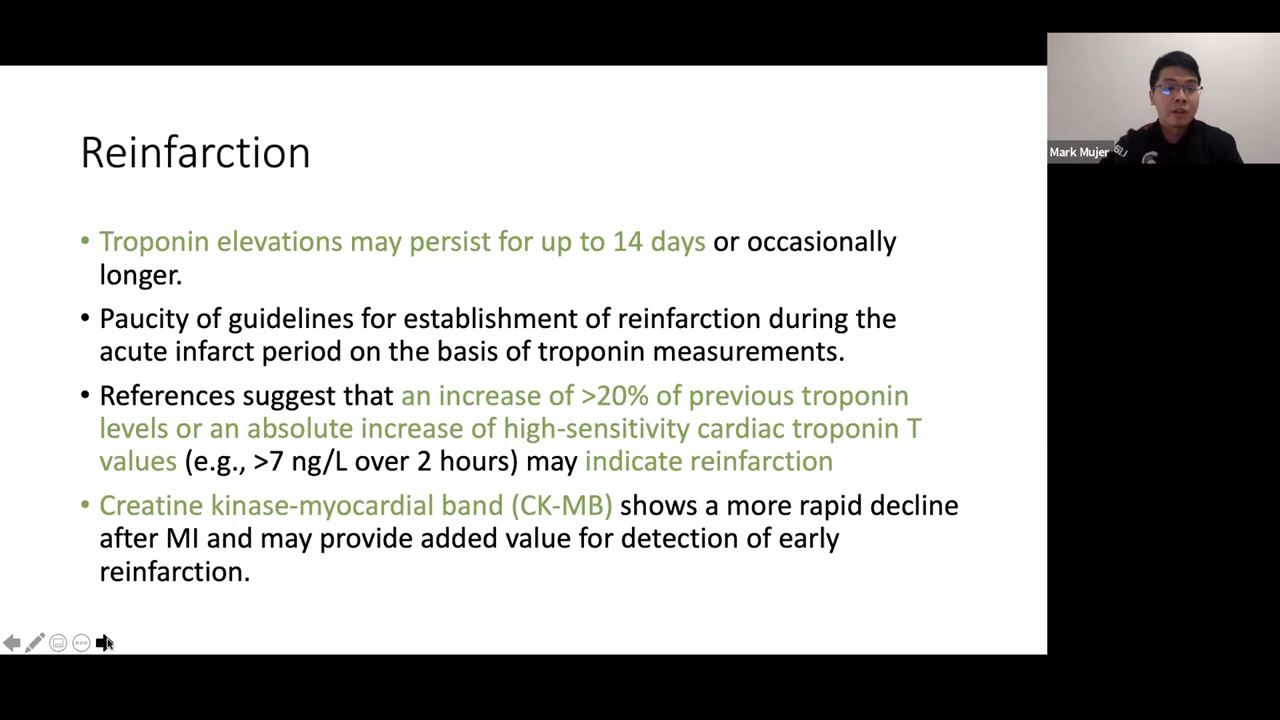 Reinfarction
• Troponin elevations may persist for up to 14 days or occasionally
longer.
• Paucity of guidelines for establishment of reinfarction during the
acute infarct period on the basis of troponin measurements.
• References suggest that an increase of >20% of previous troponin
levels or an absolute increase of high-sensitivity cardiac troponin T
values (e.g., >7 ng/L over 2 hours) may indicate reinfarction
• Creatine kinase-myocardial band (CK-MB) shows a more rapid decline
after MI and may provide added value for detection of early
reinfarction.
Mark Mujer